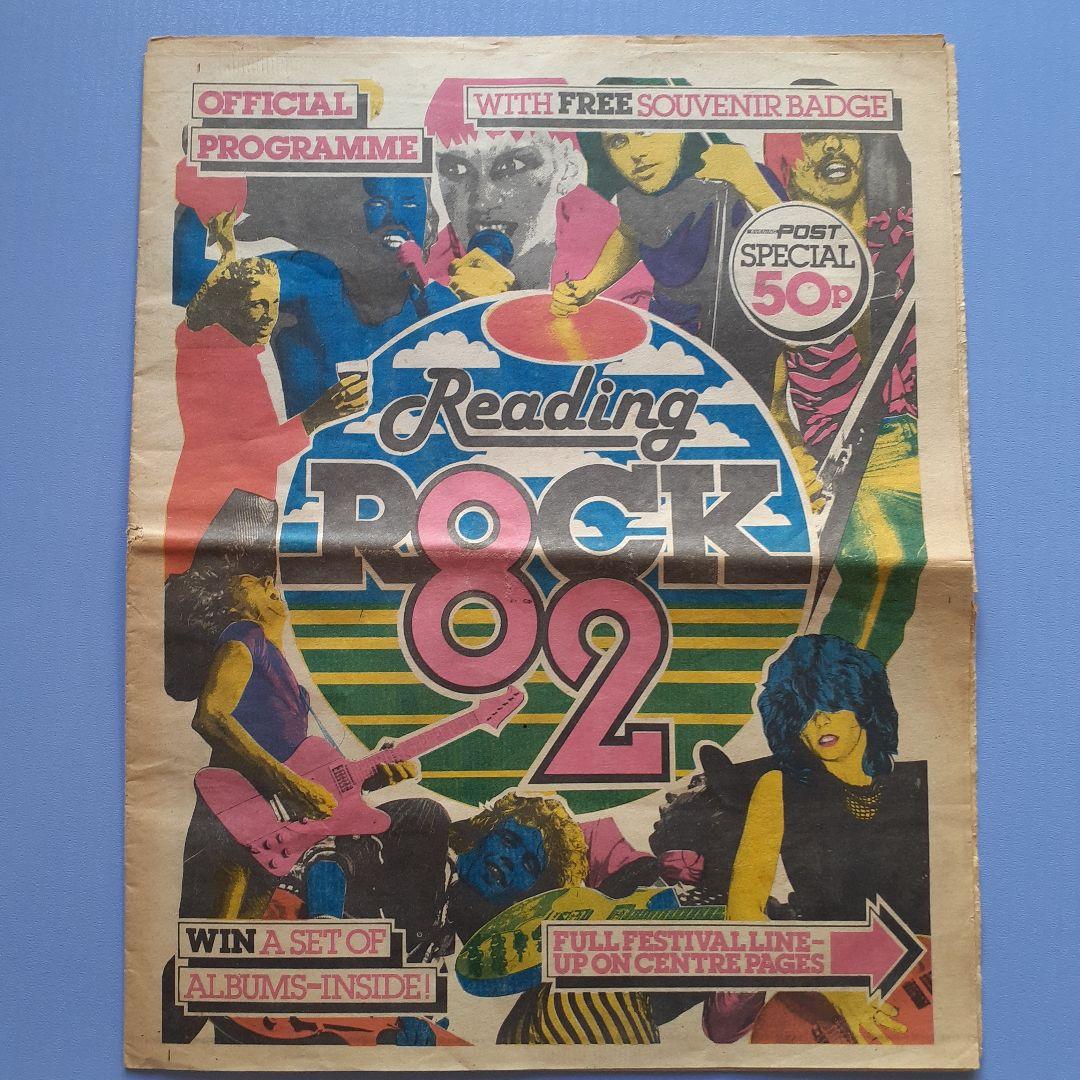 OFFICIAL
PROGRAMME
WITH FREE SOUVENIR BADGE
EVENING POST
SPECIAL
50p
Reading
ROCK
82
WIN A SET OF
ALBUMS-INSIDE!
FULL FESTIVAL LINE-
UP ON CENTRE PAGES